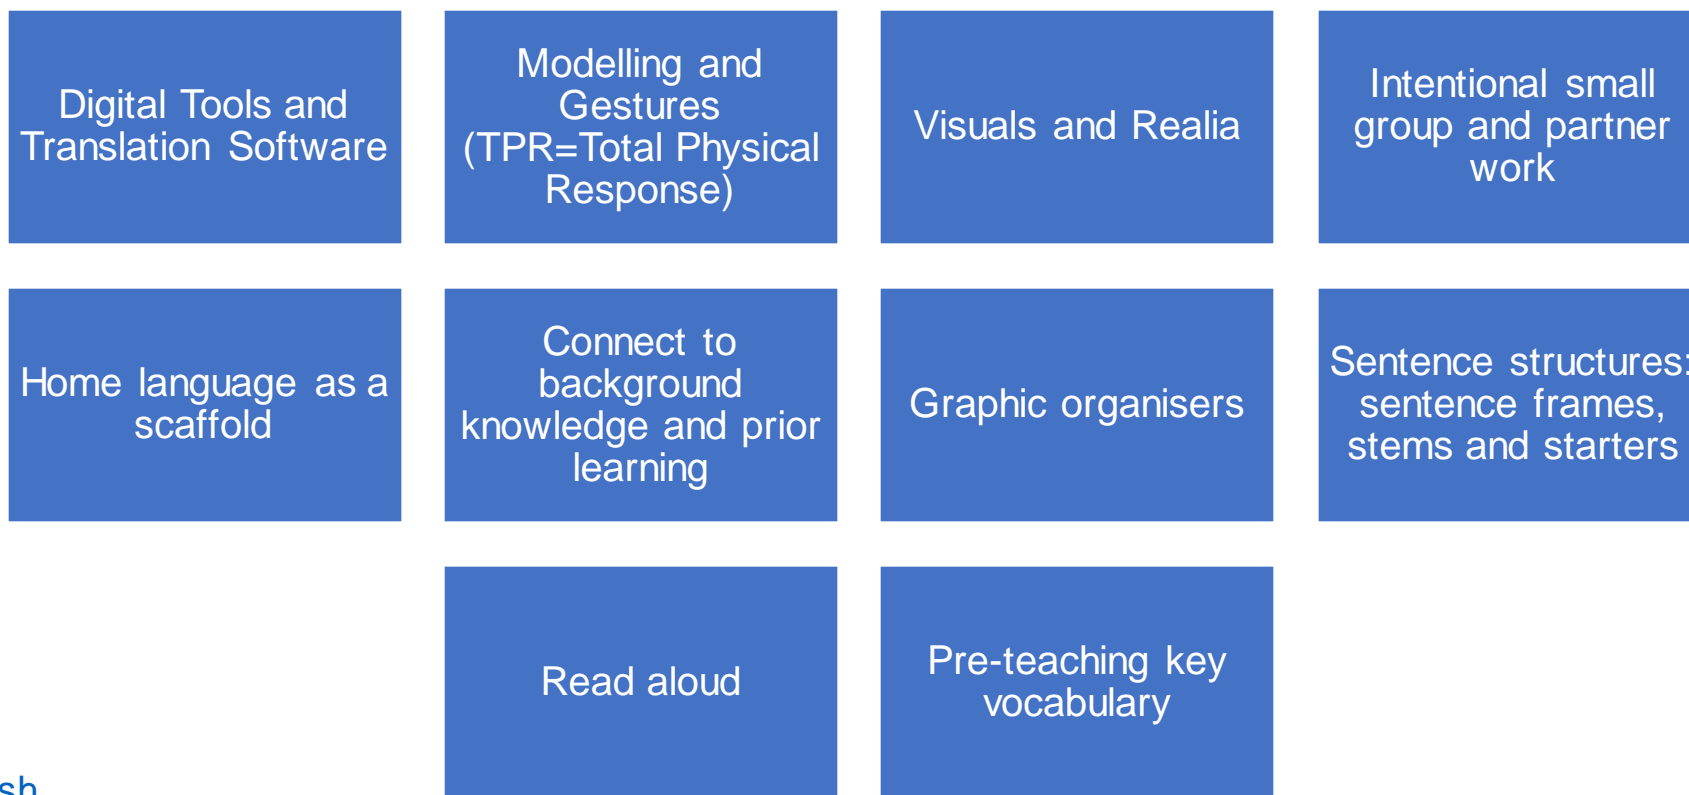 Digital Tools and
Translation Software
Modelling and
Gestures
(TPR=Total Physical
Response)
Visuals and Realia
Intentional small
group and partner
work
Home language as a
scaffold
Connect to
background
knowledge and prior
learning
Graphic organisers
Sentence structures:
sentence frames,
stems and starters
Read aloud
Pre-teaching key
vocabulary
sh